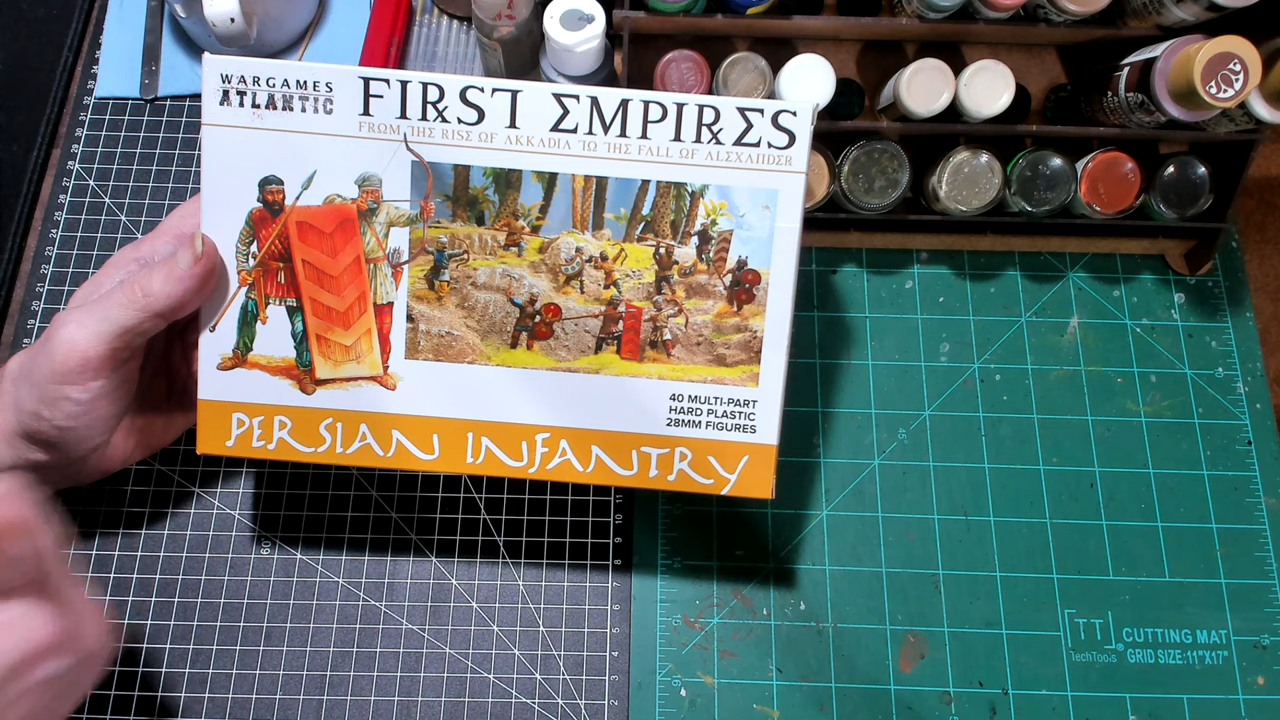 WARGAMES
ATLANTIC
FIRST EMPIRES
FROM THE RISE OF AKKADIA TO THE FALL OF ALEXANDER
40 MULTI-PART
HARD PLASTIC
28MM FIGURES
PERSIAN INFANTRY
TT
TechTools
CUTTING MAT
GRID SIZE:11"X17"